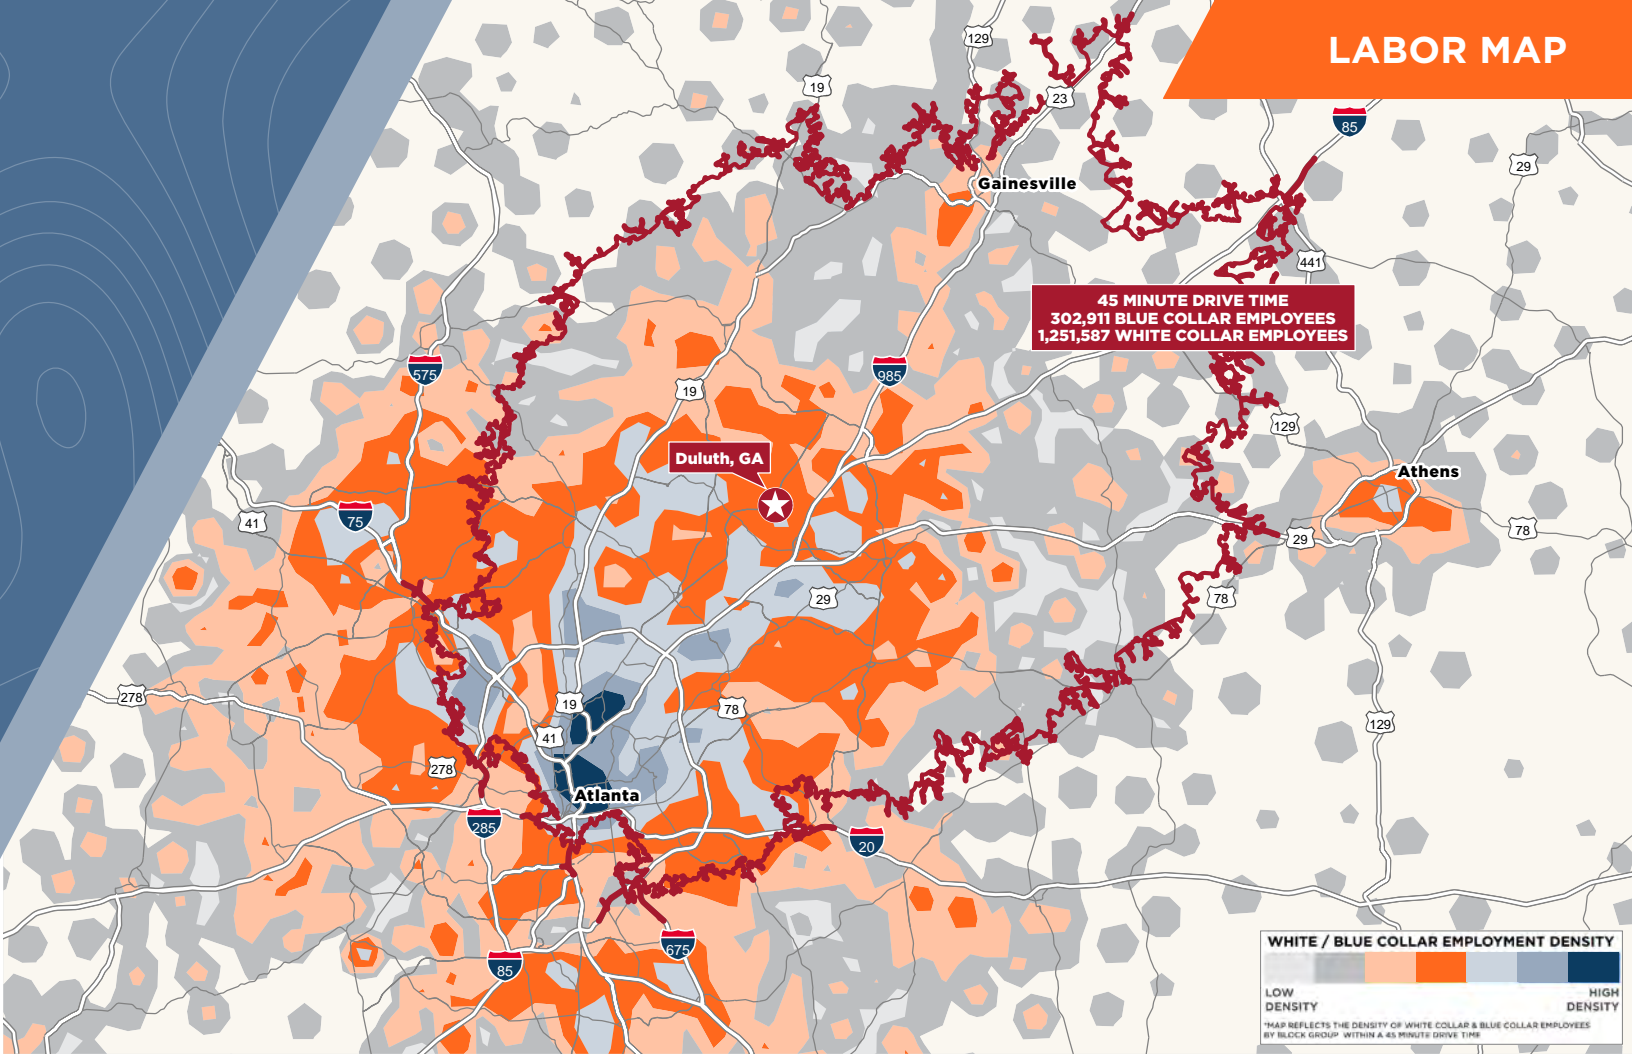 LABOR MAP
129
19
23
85
29
Gainesville
441
45 MINUTE DRIVE TIME
302,911 BLUE COLLAR EMPLOYEES
1,251,587 WHITE COLLAR EMPLOYEES
575
985
19
129
Duluth, GA
Athens
41
75
78
29
29
78
278
19
78
129
41
278
Atlanta
285
20
675
85
WHITE / BLUE COLLAR EMPLOYMENT DENSITY
LOW DENSITY
HIGH DENSITY
*MAP REFLECTS THE DENSITY OF WHITE COLLAR & BLUE COLLAR EMPLOYEES
BY BLOCK GROUP WITHIN A 45 MINUTE DRIVE TIME